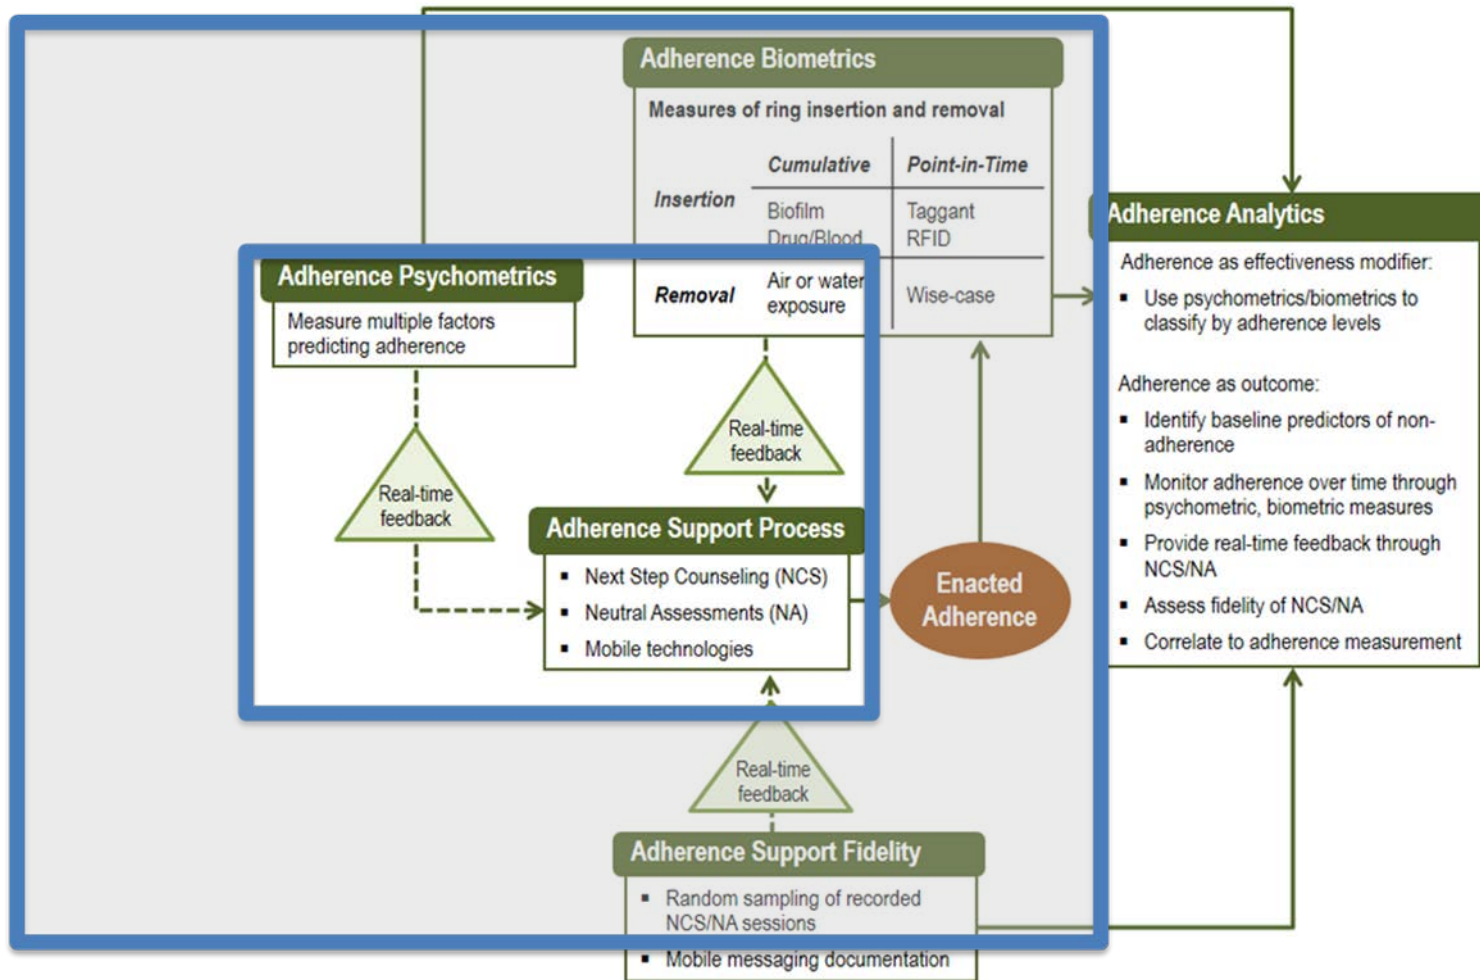 Adherence Biometrics
Measures of ring insertion and removal
Cumulative
Point-in-Time
Insertion
Biofilm
Drug/Blood
Taggant
RFID
Removal
Air or water
exposure
Wise-case
Adherence Psychometrics
Measure multiple factors
predicting adherence
Real-time
feedback
Real-time
feedback
Adherence Support Process
▪ Next Step Counseling (NCS)
▪ Neutral Assessments (NA)
▪ Mobile technologies
Enacted
Adherence
Real-time
feedback
Adherence Support Fidelity
▪ Random sampling of recorded
NCS/NA sessions
▪ Mobile messaging documentation
Adherence Analytics
Adherence as effectiveness modifier:
▪ Use psychometrics/biometrics to
classify by adherence levels
Adherence as outcome:
▪ Identify baseline predictors of non-
adherence
▪ Monitor adherence over time through
psychometric, biometric measures
▪ Provide real-time feedback through
NCS/NA
▪ Assess fidelity of NCS/NA
▪ Correlate to adherence measurement